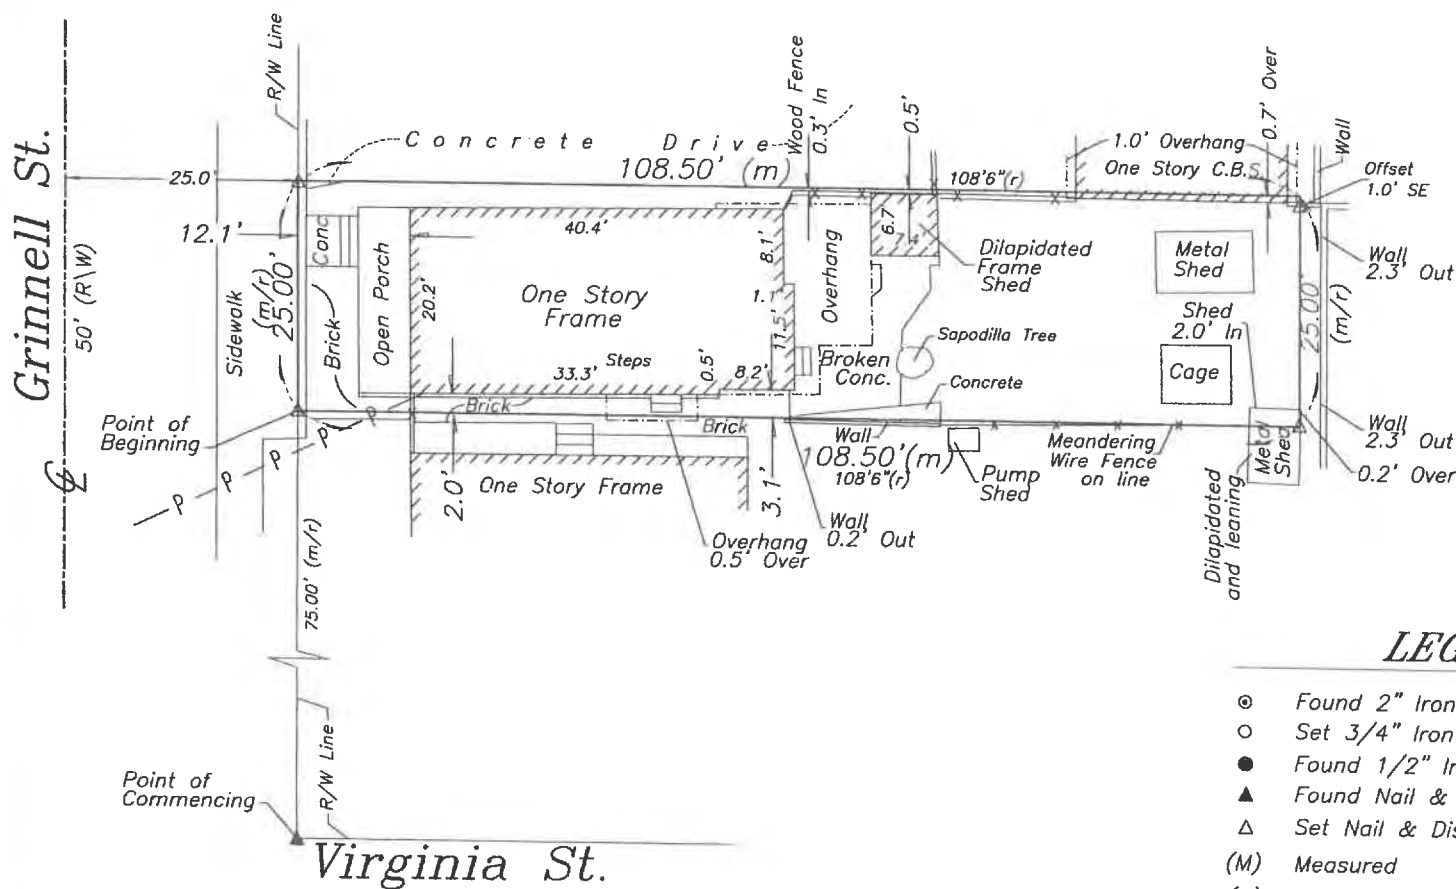 Grinnell St.
50' (R\W)
℄
R/W Line
Concrete Drive
108.50' (m)
108'6"(r)
Wood Fence
0.3' In
0.5'
1.0' Overhang
One Story C.B.S.
0.7' Over
Wall
Offset
1.0' SE
25.0'
12.1'
Sidewalk
(m/r)
25.00'
Conc
Brick
Open Porch
40.4'
20.2'
One Story
Frame
Steps
33.3'
0.5'
8.2'
8.1'
1.1'
11.5'
Overhang
6.7
7.4'
Dilapidated
Frame
Shed
Sapodilla Tree
Broken
Conc.
Concrete
Metal
Shed
Shed
2.0' In
Cage
25.00'
(m/r)
Wall
2.3' Out
Wall
2.3' Out
0.2' Over
Metal
Shed
Dilapidated
and leaning
Point of
Beginning
P
P
P
P
P
Brick
Brick
One Story Frame
2.0'
3.1'
Wall
108.50'(m)
108'6"(r)
Pump
Shed
Meandering
Wire Fence
on line
Wall
0.2' Out
Overhang
0.5' Over
75.00' (m/r)
R/W Line
Point of
Commencing
Virginia St.
LEG
Found 2" Iron
Set 3/4" Iron
Found 1/2" Ir
Found Nail &
Set Nail & Dis
(M) Measured